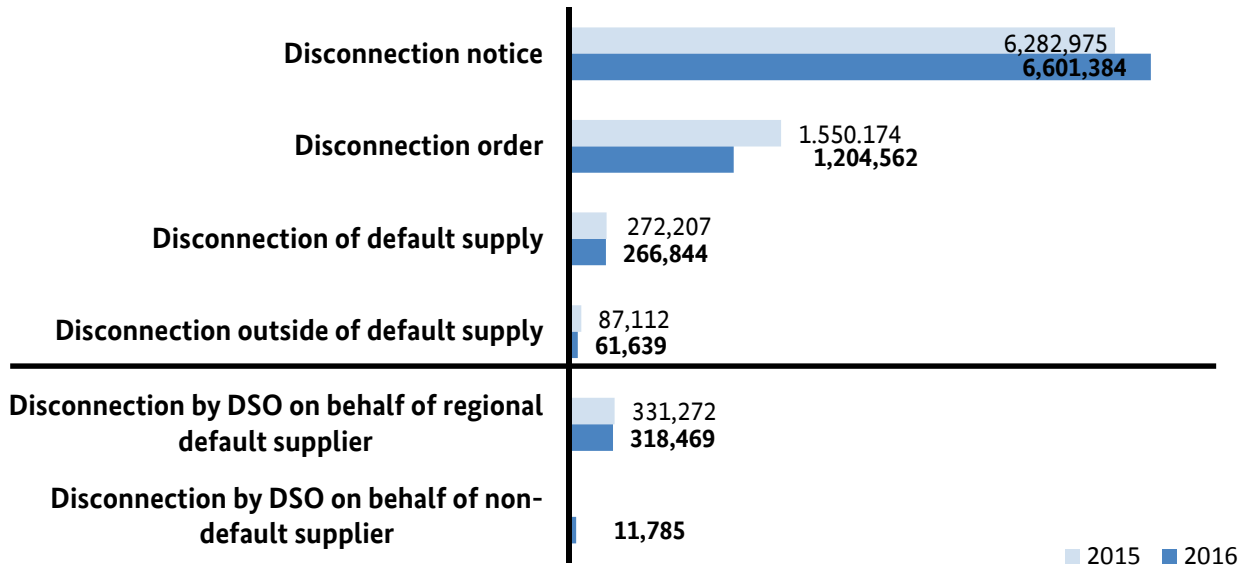 Disconnection notice
6,282,975
6,601,384
Disconnection order
1.550.174
1,204,562
Disconnection of default supply
272,207
266,844
Disconnection outside of default supply
87,112
61,639
Disconnection by DSO on behalf of regional
default supplier
331,272
318,469
Disconnection by DSO on behalf of non-
default supplier
11,785
2015 2016